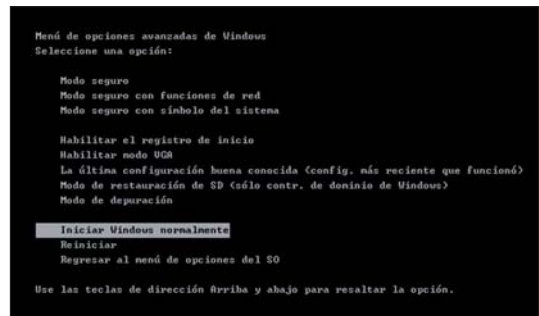 Menú de opciones avanzadas de Windows
Seleccione una opción:
Modo seguro
Modo seguro con funciones de red
Modo seguro con símbolo del sistema
Habilitar el registro de inicio
Habilitar modo VGA
La última configuración buena conocida (config. más reciente que funcionó)
Modo de restauración de SD (sólo contr. de dominio de Windows)
Modo de depuración
Iniciar Windows normalmente
Reiniciar
Regresar al menú de opciones del SO
Use las teclas de dirección Arriba y abajo para resaltar la opción.